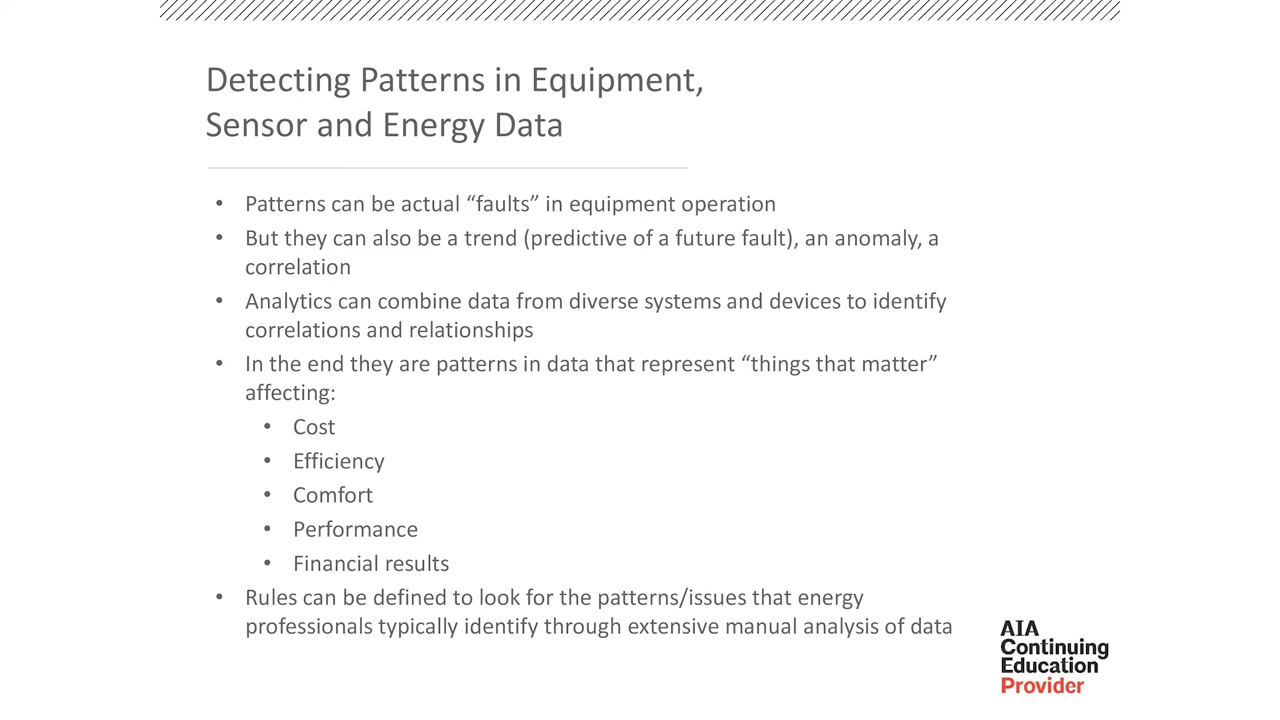 Detecting Patterns in Equipment,
Sensor and Energy Data
• Patterns can be actual “faults” in equipment operation
• But they can also be a trend (predictive of a future fault), an anomaly, a
correlation
• Analytics can combine data from diverse systems and devices to identify
correlations and relationships
• In the end they are patterns in data that represent “things that matter”
affecting:
• Cost
• Efficiency
• Comfort
• Performance
• Financial results
• Rules can be defined to look for the patterns/issues that energy
professionals typically identify through extensive manual analysis of data
AIA
Continuing
Education
Provider